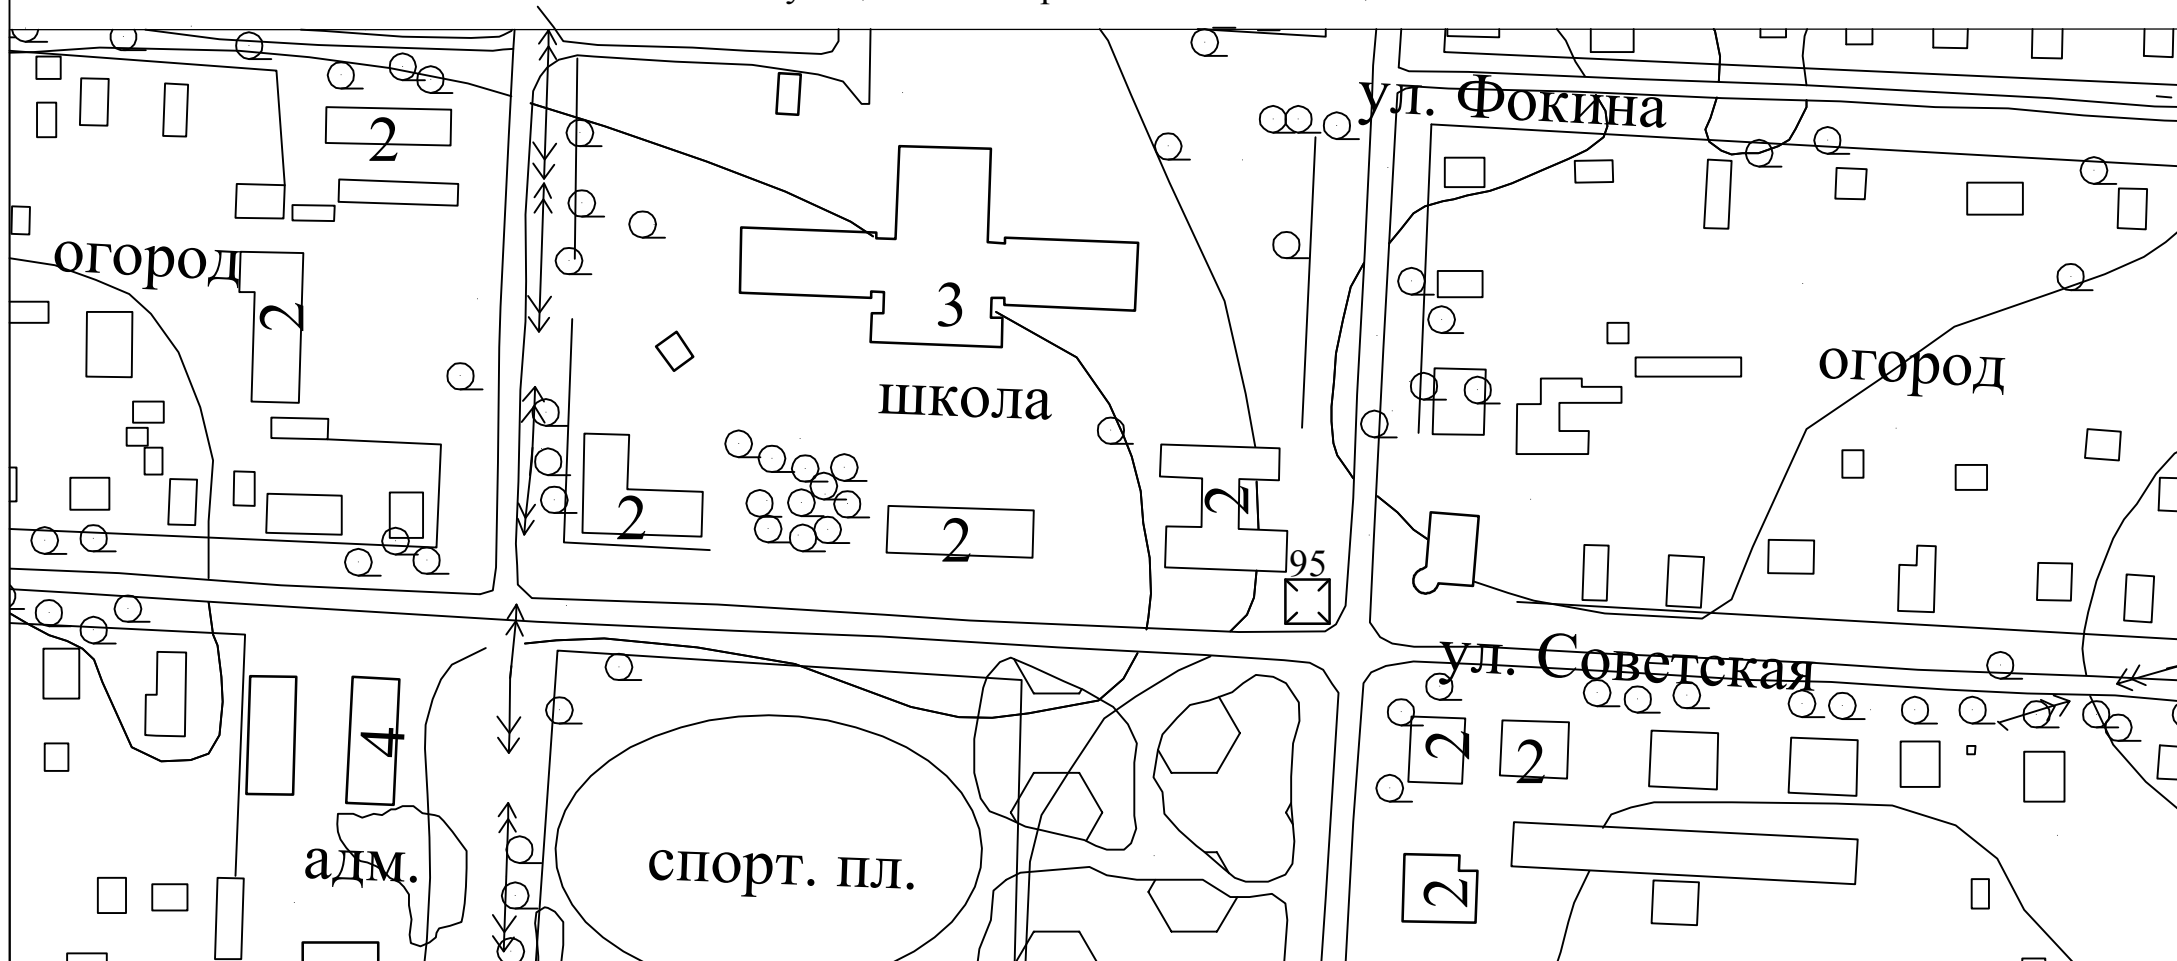 ул. Фокина
2
огород
2
3
школа
огород
2
2
2
95
ул. Советская
4
2
2
адм.
спорт. пл.
2